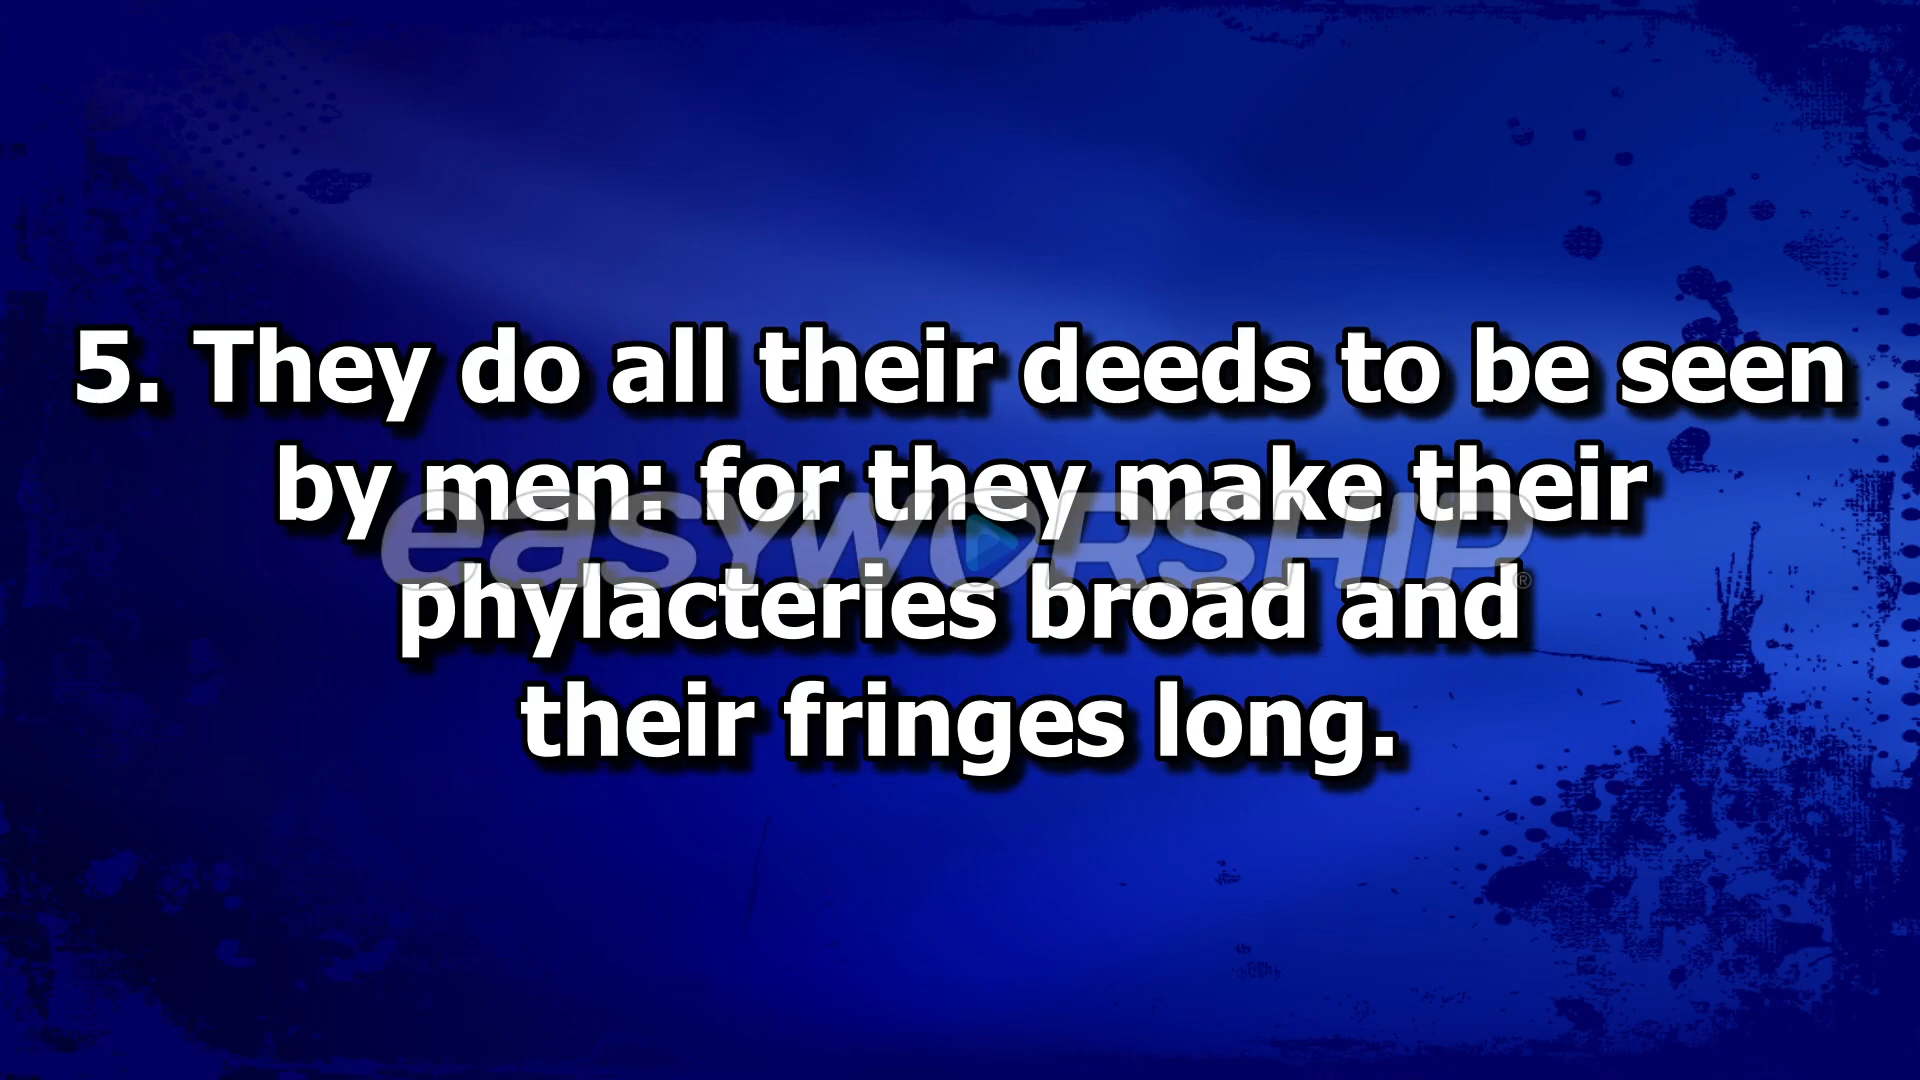 5. They do all their deeds to be seen
by men: for they make their
easyWORSHIP®
phylacteries broad and
their fringes long.